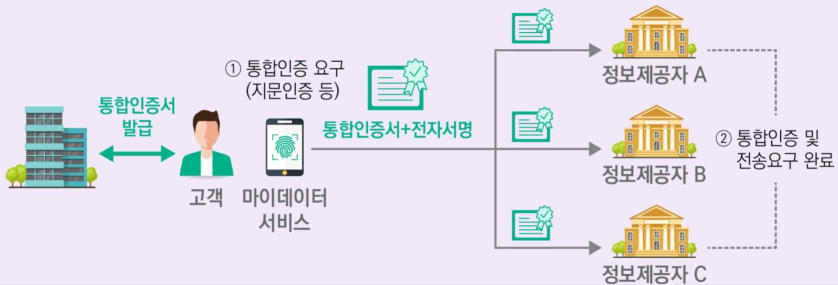 통합인증서
발급
고객
① 통합인증 요구
(지문인증 등)
마이데이터
서비스
통합인증서+전자서명
정보제공자 A
정보제공자 B
정보제공자 C
② 통합인증 및
전송요구 완료